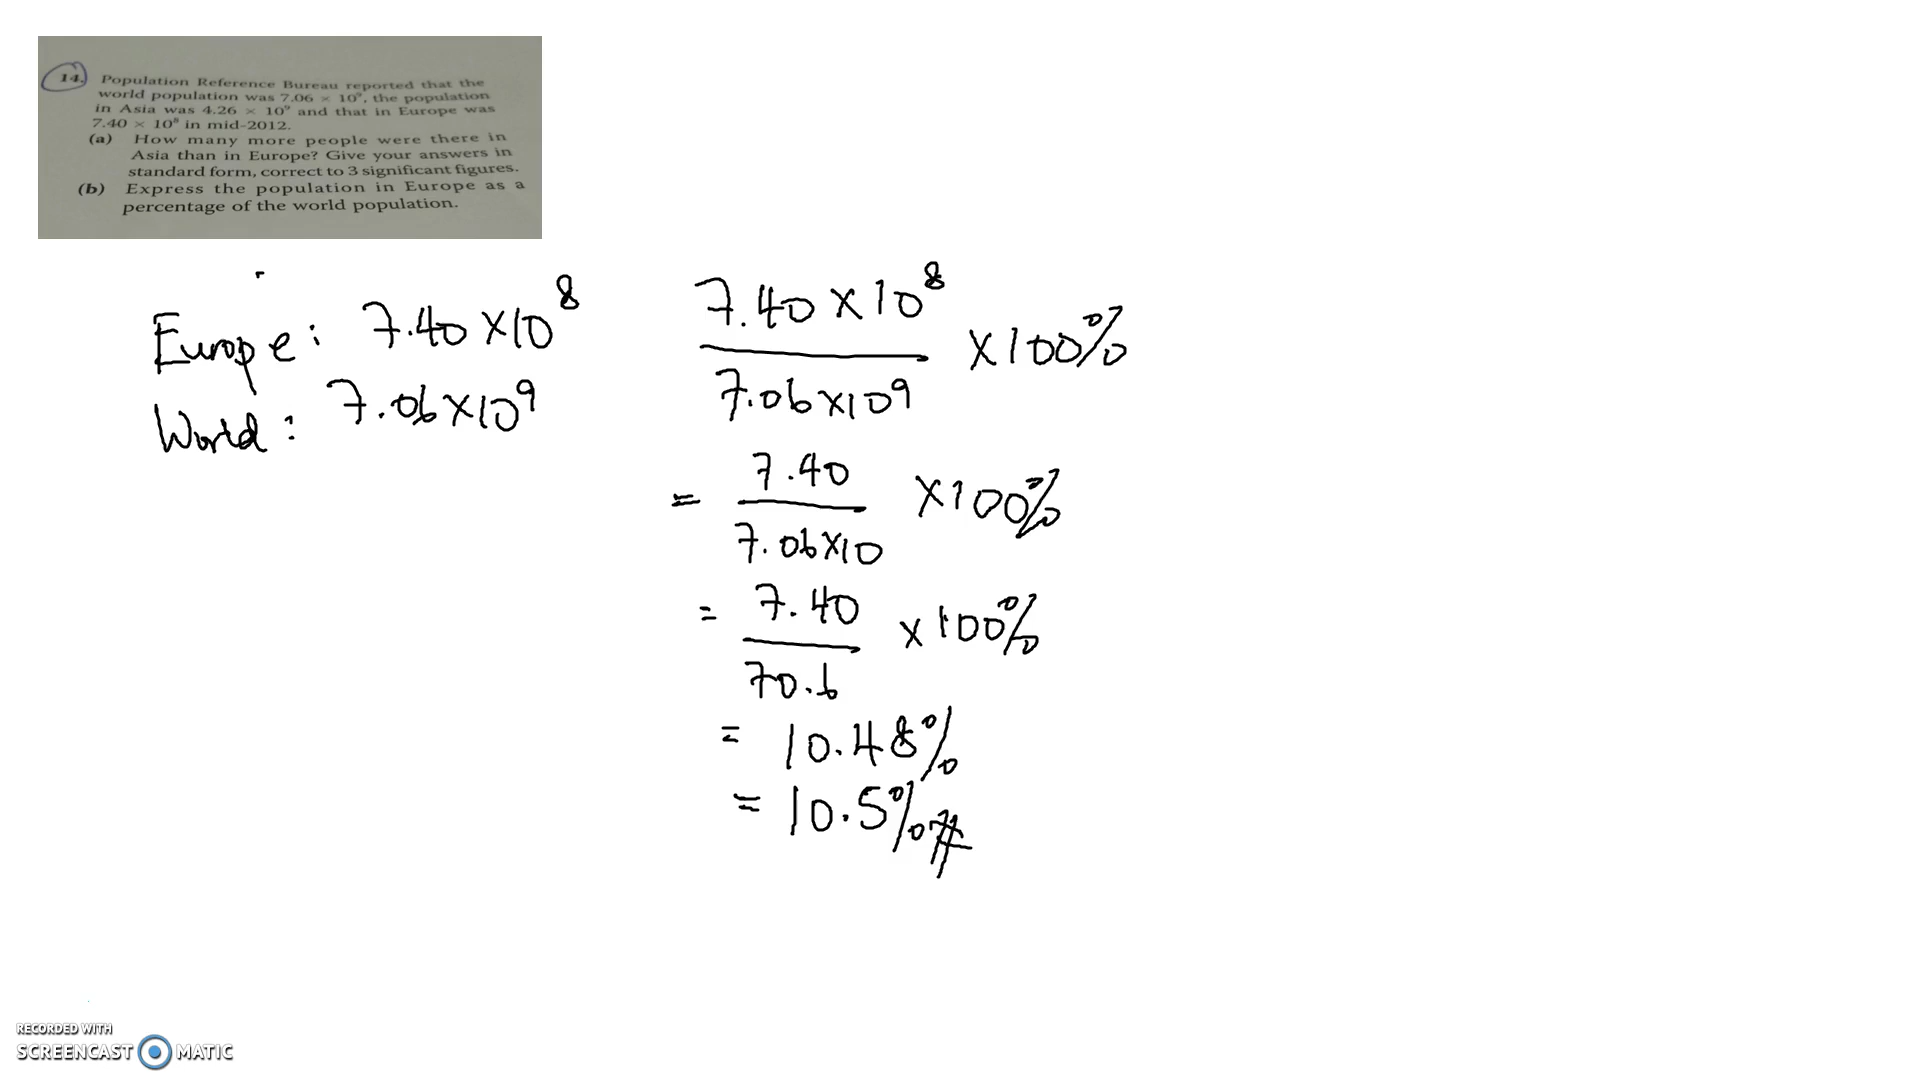 14. Population Reference Bureau reported that the
world population was 7.06 × 10⁹, the population
in Asia was 4.26 × 10⁹ and that in Europe was
7.40 × 10⁸ in mid-2012.
(a) How many more people were there in
Asia than in Europe? Give your answers in
standard form, correct to 3 significant figures.
(b) Express the population in Europe as a
percentage of the world population.
Europe: 7.40×10⁸
World: 7.06×10⁹
7.40×10⁸
7.06×10⁹ ×100%
= 7.40
7.06×10 ×100%
= 7.40
70.6 ×100%
= 10.48%
= 10.5%#
RECORDED WITH
SCREENCAST MATIC